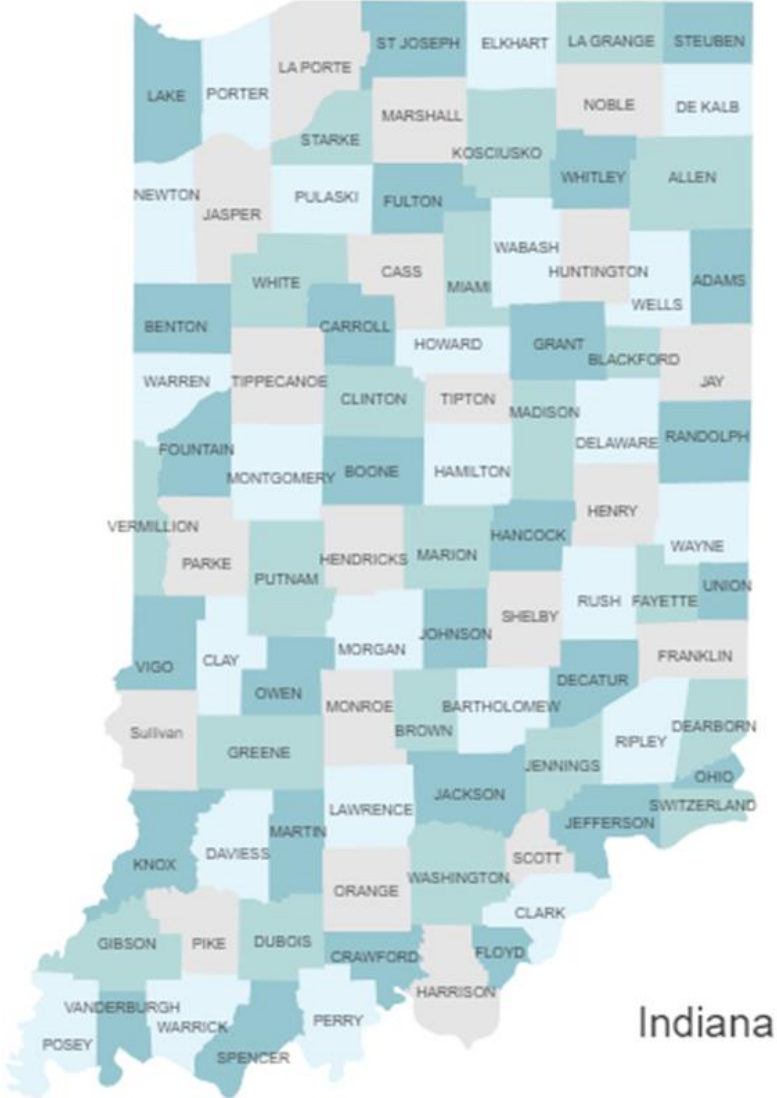 ST JOSEPH
ELKHART
LA GRANGE
STEUBEN
LA PORTE
LAKE
PORTER
NOBLE
DE KALB
MARSHALL
STARKE
KOSCIUSKO
WHITLEY
ALLEN
NEWTON
JASPER
PULASKI
FULTON
WABASH
HUNTINGTON
WHITE
CASS
MIAMI
ADAMS
WELLS
BENTON
CARROLL
HOWARD
GRANT
BLACKFORD
WARREN
TIPPECANOE
JAY
CLINTON
TIPTON
MADISON
FOUNTAIN
DELAWARE
RANDOLPH
MONTGOMERY
BOONE
HAMILTON
VERMILLION
HENRY
HANCOCK
WAYNE
PARKE
PUTNAM
HENDRICKS
MARION
UNION
SHELBY
RUSH
FAYETTE
VIGO
CLAY
MORGAN
JOHNSON
FRANKLIN
OWEN
DECATUR
Sullivan
MONROE
BROWN
BARTHOLOMEW
DEARBORN
GREENE
RIPLEY
JENNINGS
OHIO
LAWRENCE
JACKSON
SWITZERLAND
MARTIN
JEFFERSON
KNOX
DAVIESS
SCOTT
ORANGE
WASHINGTON
CLARK
GIBSON
PIKE
DUBOIS
CRAWFORD
FLOYD
HARRISON
VANDERBURGH
WARRICK
PERRY
POSEY
SPENCER
Indiana